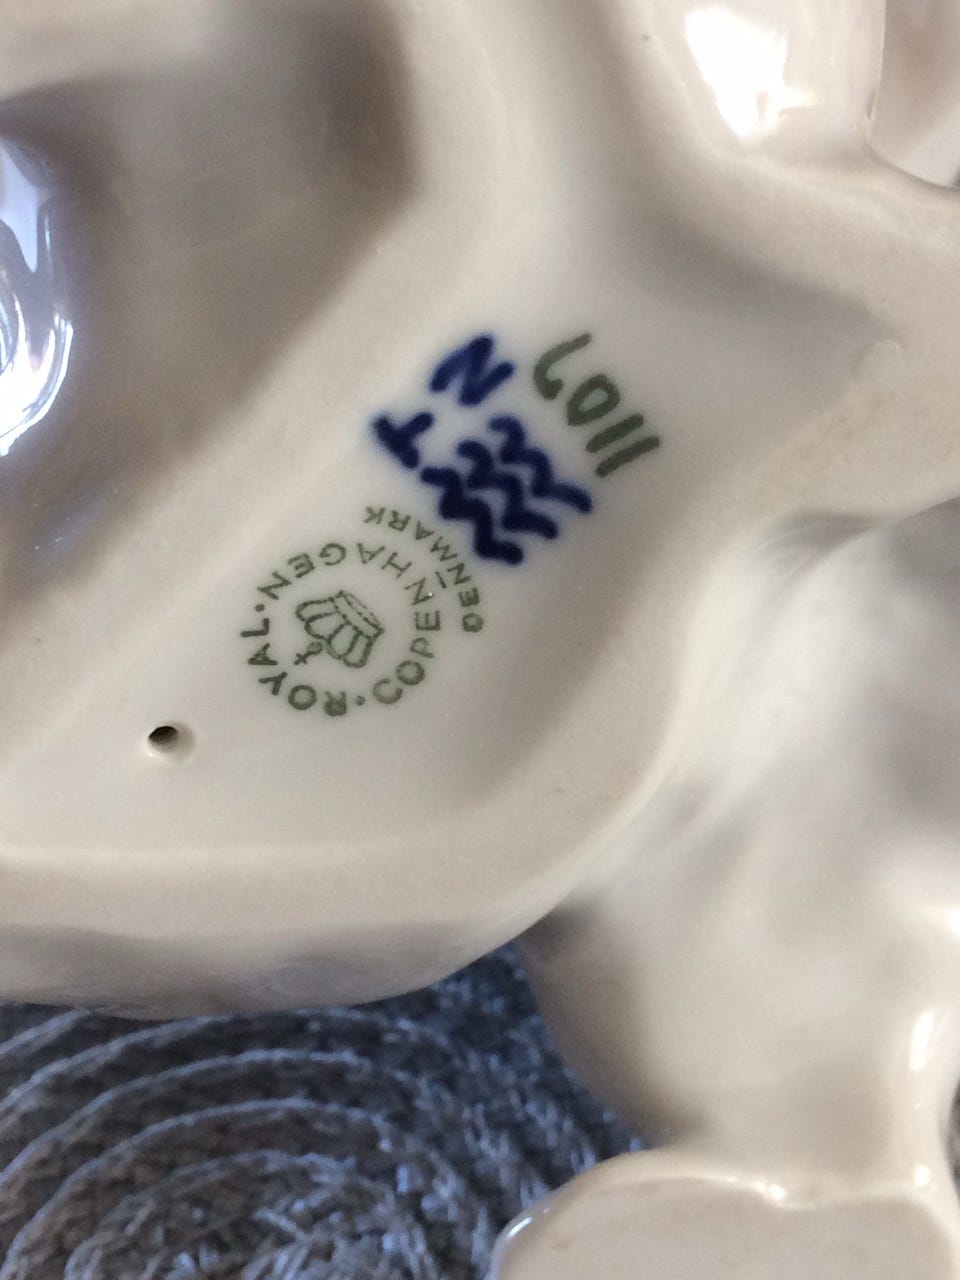 ROYAL · COPENHAGEN ·
DENMARK
T
N
1107